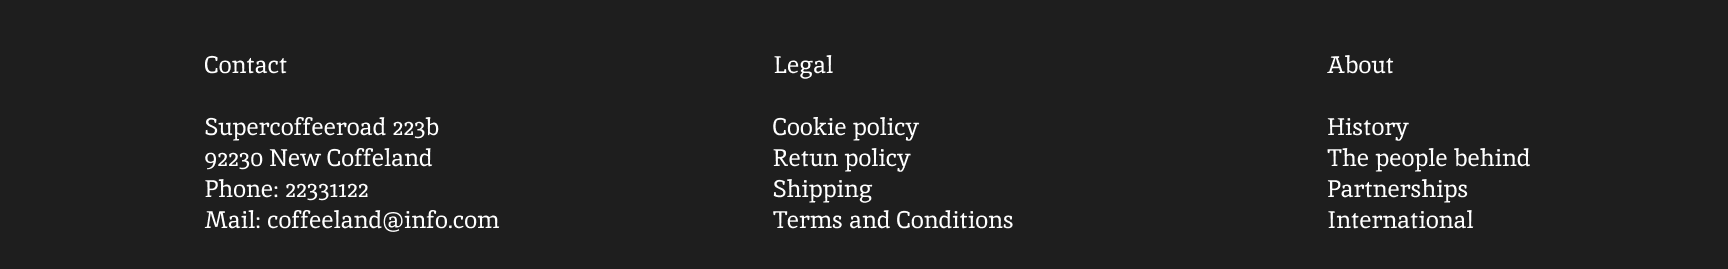 Contact
Supercoffeeroad 223b
92230 New Coffeland
Phone: 22331122
Mail: coffeeland@info.com
Legal
Cookie policy
Retun policy
Shipping
Terms and Conditions
About
History
The people behind
Partnerships
International